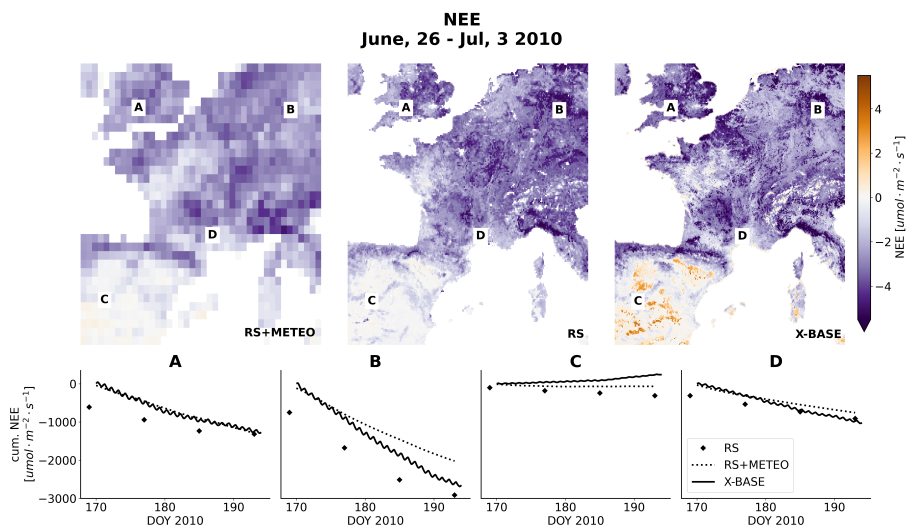 NEE
June, 26 - Jul, 3 2010
A
B
C
D
RS+METEO
A
B
C
D
RS
A
B
C
D
X-BASE
4
2
0
−2
−4
NEE [umol · m⁻² · s⁻¹]
A
B
C
D
cum. NEE
[umol · m⁻² · s⁻¹]
0
−1000
−2000
−3000
170 180 190
170 180 190
170 180 190
170 180 190
DOY 2010
DOY 2010
DOY 2010
DOY 2010
RS
RS+METEO
X-BASE